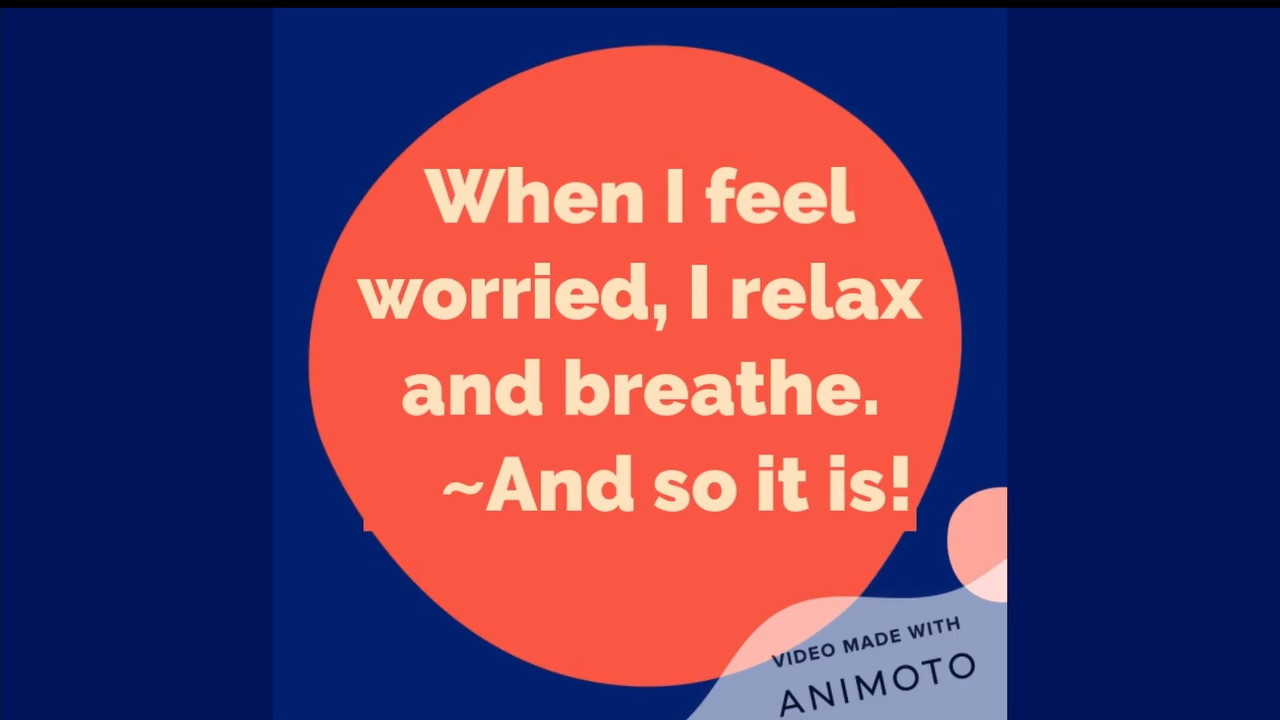 When I feel
worried, I relax
and breathe.
~And so it is!
VIDEO MADE WITH
ANIMOTO